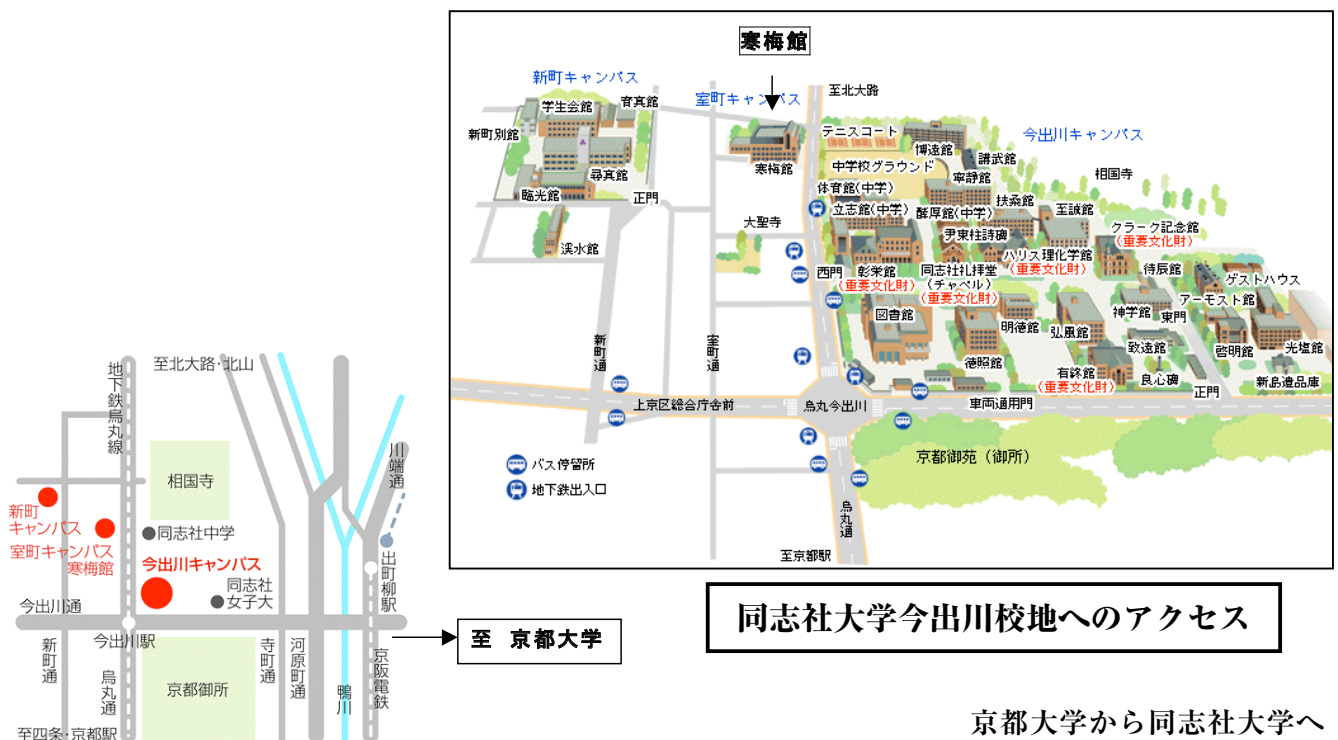 寒梅館
新町キャンパス
室町キャンパス
今出川キャンパス
至北大路
学生会館
育真館
新町別館
尋真館
臨光館
正門
渓水館
寒梅館
大聖寺
テニスコート
博遠館
中学校グラウンド
講武館
寧静館
相国寺
体育館(中学)
立志館(中学)
酵厚館(中学)
扶桑館
至誠館
尹東柱詩碑
クラーク記念館
(重要文化財)
ハリス理化学館
(重要文化財)
西門
彰栄館
(重要文化財)
同志社礼拝堂
(チャペル)
(重要文化財)
待辰館
ゲストハウス
アーモスト館
図書館
明徳館
弘風館
神学館
東門
徳照館
致遠館
啓明館
光塩館
有終館
(重要文化財)
良心碑
新島遺品庫
正門
新町通
室町通
上京区総合庁舎前
烏丸今出川
車両通用門
京都御苑(御所)
バス停留所
地下鉄出入口
烏丸通
至京都駅
地下鉄烏丸線
至北大路・北山
川端通
相国寺
新町
キャンパス
同志社中学
室町キャンパス
寒梅館
今出川キャンパス
同志社
女子大
出町柳駅
今出川通
今出川駅
新町通
烏丸通
京都御所
寺町通
河原町通
鴨川
京阪電鉄
至四条・京都駅
至 京都大学
同志社大学今出川校地へのアクセス
京都大学から同志社大学へ